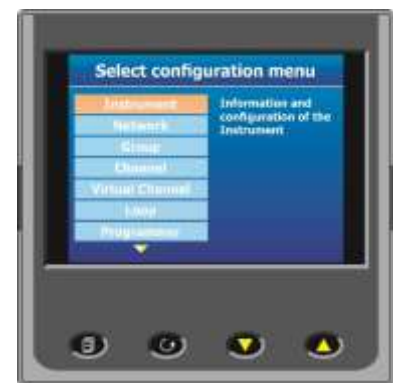 Select configuration menu
Instrument
Information and
configuration of the
Instrument
Network
Group
Channel
Virtual Channel
Loop
Programmer